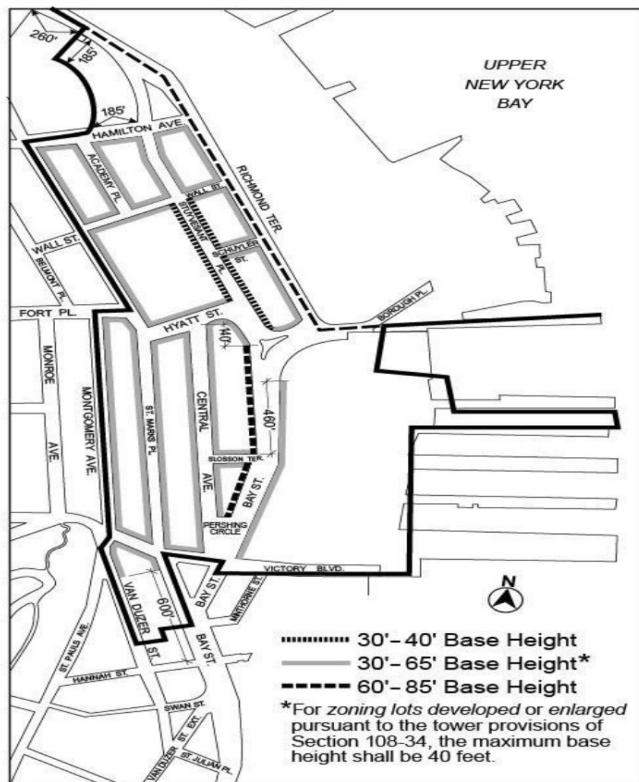 260'
185'
UPPER
NEW YORK
BAY
185'
HAMILTON AVE.
ACADEMY PL.
RICHMOND TER.
WALL ST.
STUYVESANT
PL.
SCHUYLER
ST.
WALL ST.
BELMONT PL.
BOROUGH PL.
FORT PL.
HYATT ST.
140'
MONROE
AVE.
MONTGOMERY AVE.
ST. MARKS PL.
CENTRAL
AVE.
460'
SLOSSON TER.
BAY ST.
PERSHING
CIRCLE
VICTORY BLVD.
N
BAY ST.
MINTHORNE ST.
VAN DUZER
ST.
600'
BAY ST.
ST. PAULS AVE.
HANNAH ST.
SWAN ST.
VAN DUZER
ST. EXT.
ST. JULIAN PL.
30'-40' Base Height
30'-65' Base Height*
60'-85' Base Height
*For zoning lots developed or enlarged
pursuant to the tower provisions of
Section 108-34, the maximum base
height shall be 40 feet.